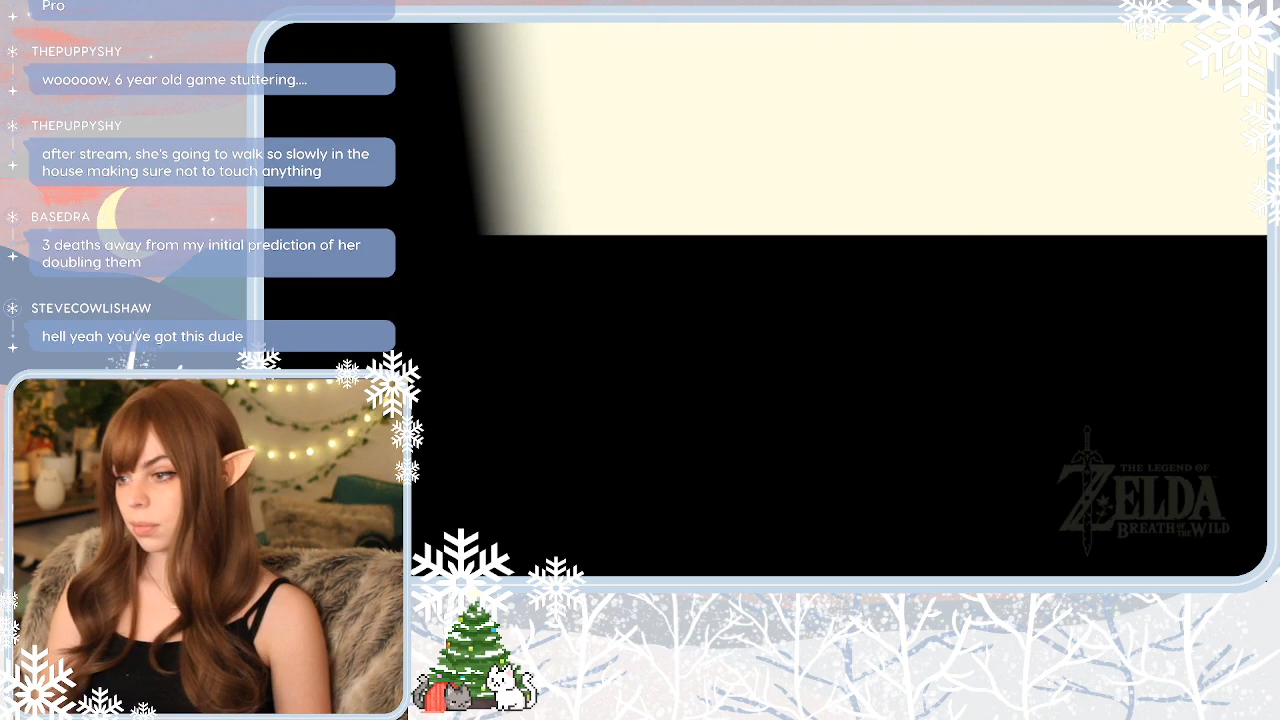 Pro
THEPUPPYSHY
wooooow, 6 year old game stuttering....
THEPUPPYSHY
after stream, she's going to walk so slowly in the
house making sure not to touch anything
BASEDRA
3 deaths away from my initial prediction of her
doubling them
STEVECOWLISHAW
hell yeah you've got this dude
THE LEGEND OF
ZELDA
BREATH OF THE WILD